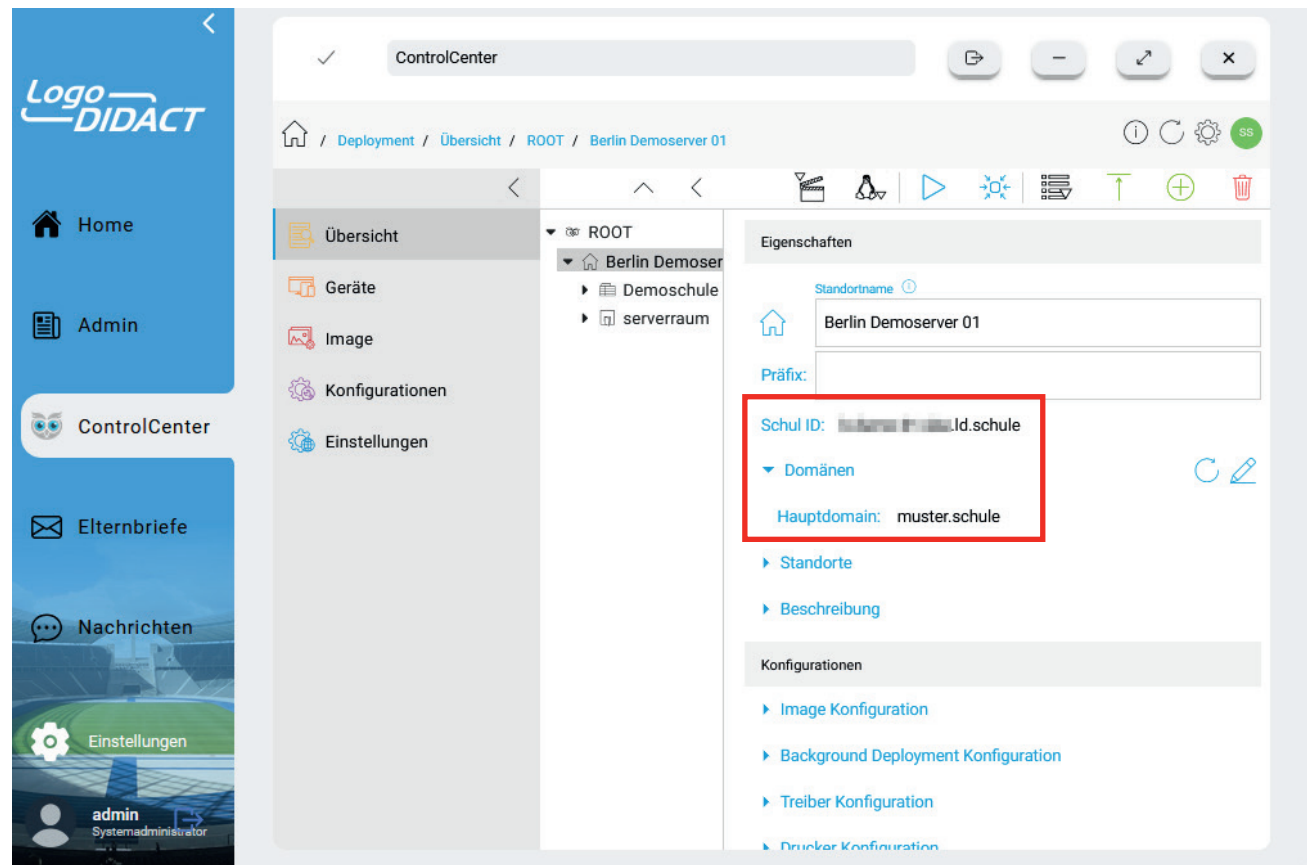 Logo
DIDACT
Home
Admin
ControlCenter
Elternbriefe
Nachrichten
Einstellungen
admin
Systemadministrator
ControlCenter
/ Deployment / Übersicht / ROOT / Berlin Demoserver 01
SS
Übersicht
Geräte
Image
Konfigurationen
Einstellungen
ROOT
Berlin Demoser
Demoschule
serverraum
Eigenschaften
Standortname
Berlin Demoserver 01
Präfix:
Schul ID: .ld.schule
Domänen
Hauptdomain: muster.schule
Standorte
Beschreibung
Konfigurationen
Image Konfiguration
Background Deployment Konfiguration
Treiber Konfiguration
Drucker Konfiguration